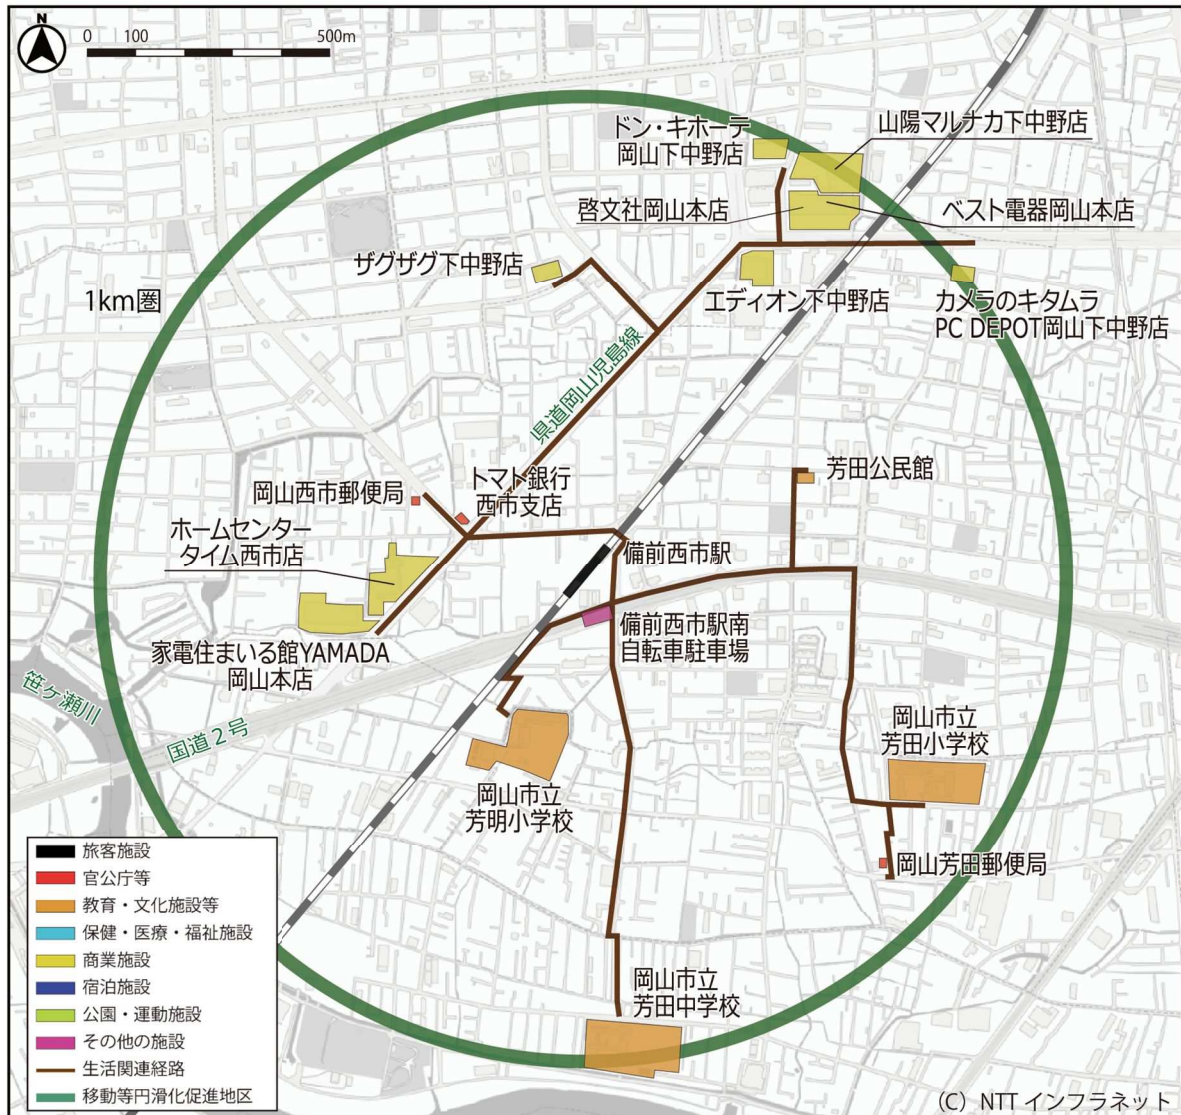 N
0 100 500m
ドン・キホーテ
岡山下中野店
山陽マルナカ下中野店
啓文社岡山本店
ベスト電器岡山本店
ザグザグ下中野店
エディオン下中野店
カメラのキタムラ
PC DEPOT岡山下中野店
1km圏
県道岡山児島線
岡山西市郵便局
トマト銀行
西市支店
芳田公民館
ホームセンター
タイム西市店
備前西市駅
備前西市駅南
自転車駐車場
家電住まいる館YAMADA
岡山本店
笹ヶ瀬川
国道2号
岡山市立
芳田小学校
岡山市立
芳明小学校
岡山芳田郵便局
岡山市立
芳田中学校
旅客施設
官公庁等
教育・文化施設等
保健・医療・福祉施設
商業施設
宿泊施設
公園・運動施設
その他の施設
生活関連経路
移動等円滑化促進地区
(C) NTT インフラネット